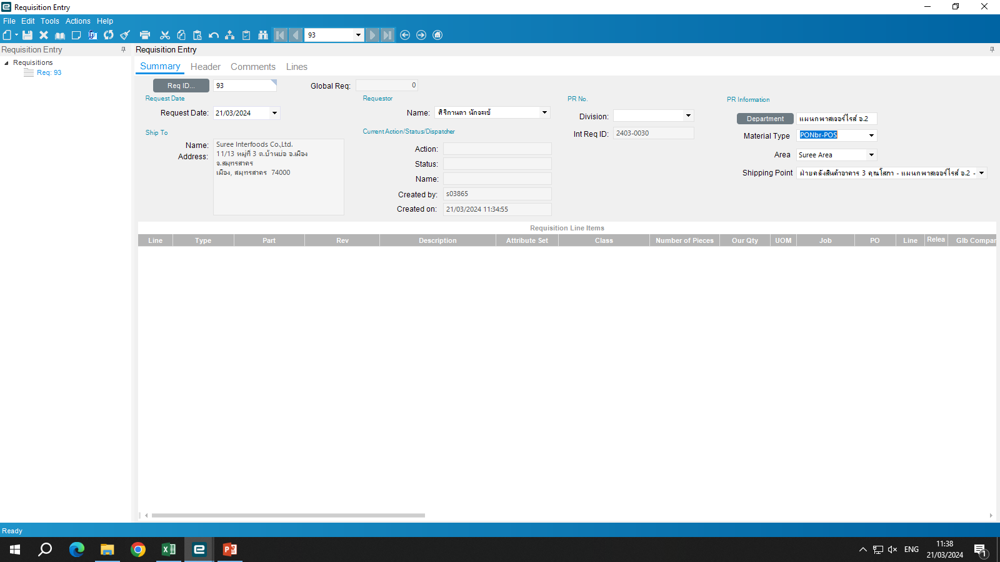 Requisition Entry
File Edit Tools Actions Help
93
Requisition Entry
Requisitions
Req: 93
Requisition Entry
Summary Header Comments Lines
Req ID... 93
Global Req: 0
Request Date
Request Date: 21/03/2024
Ship To
Name: Suree Interfoods Co.,Ltd.
Address: 11/13 หมู่ที่ 3 ต.บ้านบ่อ อ.เมือง
จ.สมุทรสาคร
เมือง, สมุทรสาคร 74000
Requestor
Name: ศิริกานดา นักจะเข้
Current Action/Status/Dispatcher
Action:
Status:
Name:
Created by: s03865
Created on: 21/03/2024 11:34:55
PR No.
Division:
Int Req ID: 2403-0030
PR Information
Department แผนกพาสเจอร์ไรส์ อ.2
Material Type PONbr-POS
Area Suree Area
Shipping Point ฝ่ายคลังสินค้าอาคาร 3 คุณโสภา - แผนกพาสเจอร์ไรส์ อ.2 -
Requisition Line Items
Line Type Part Rev Description Attribute Set Class Number of Pieces Our Qty UOM Job PO Line Relea Glb Compar
Ready
ENG
11:38
21/03/2024
1